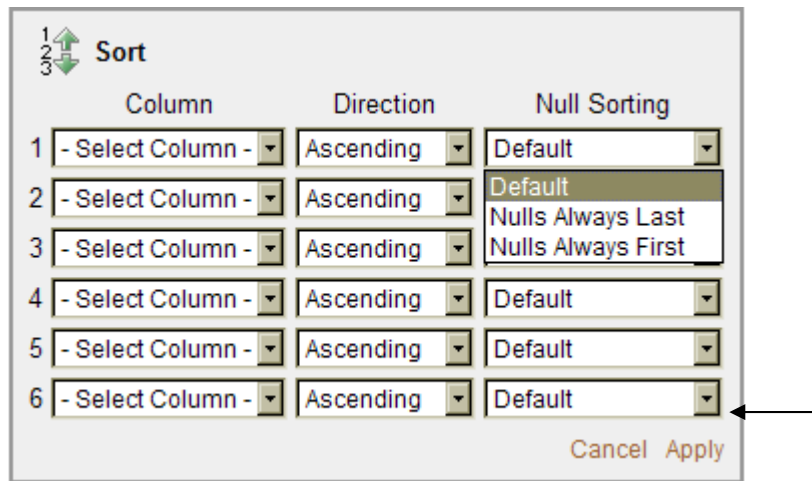 1
2
3
Sort
Column Direction Null Sorting
1 - Select Column - Ascending Default
2 - Select Column - Ascending Default
Nulls Always Last
3 - Select Column - Ascending Nulls Always First
4 - Select Column - Ascending Default
5 - Select Column - Ascending Default
6 - Select Column - Ascending Default
Cancel Apply